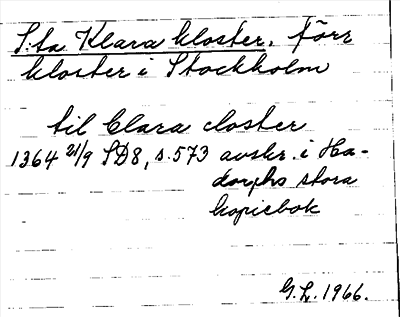 S:ta Klara kloster, förr
kloster i Stockholm
til Clara closter
1364 21/9 SD8, s. 573 avskr. i Ha-
dorphs stora
kopiebok
G.L. 1966.